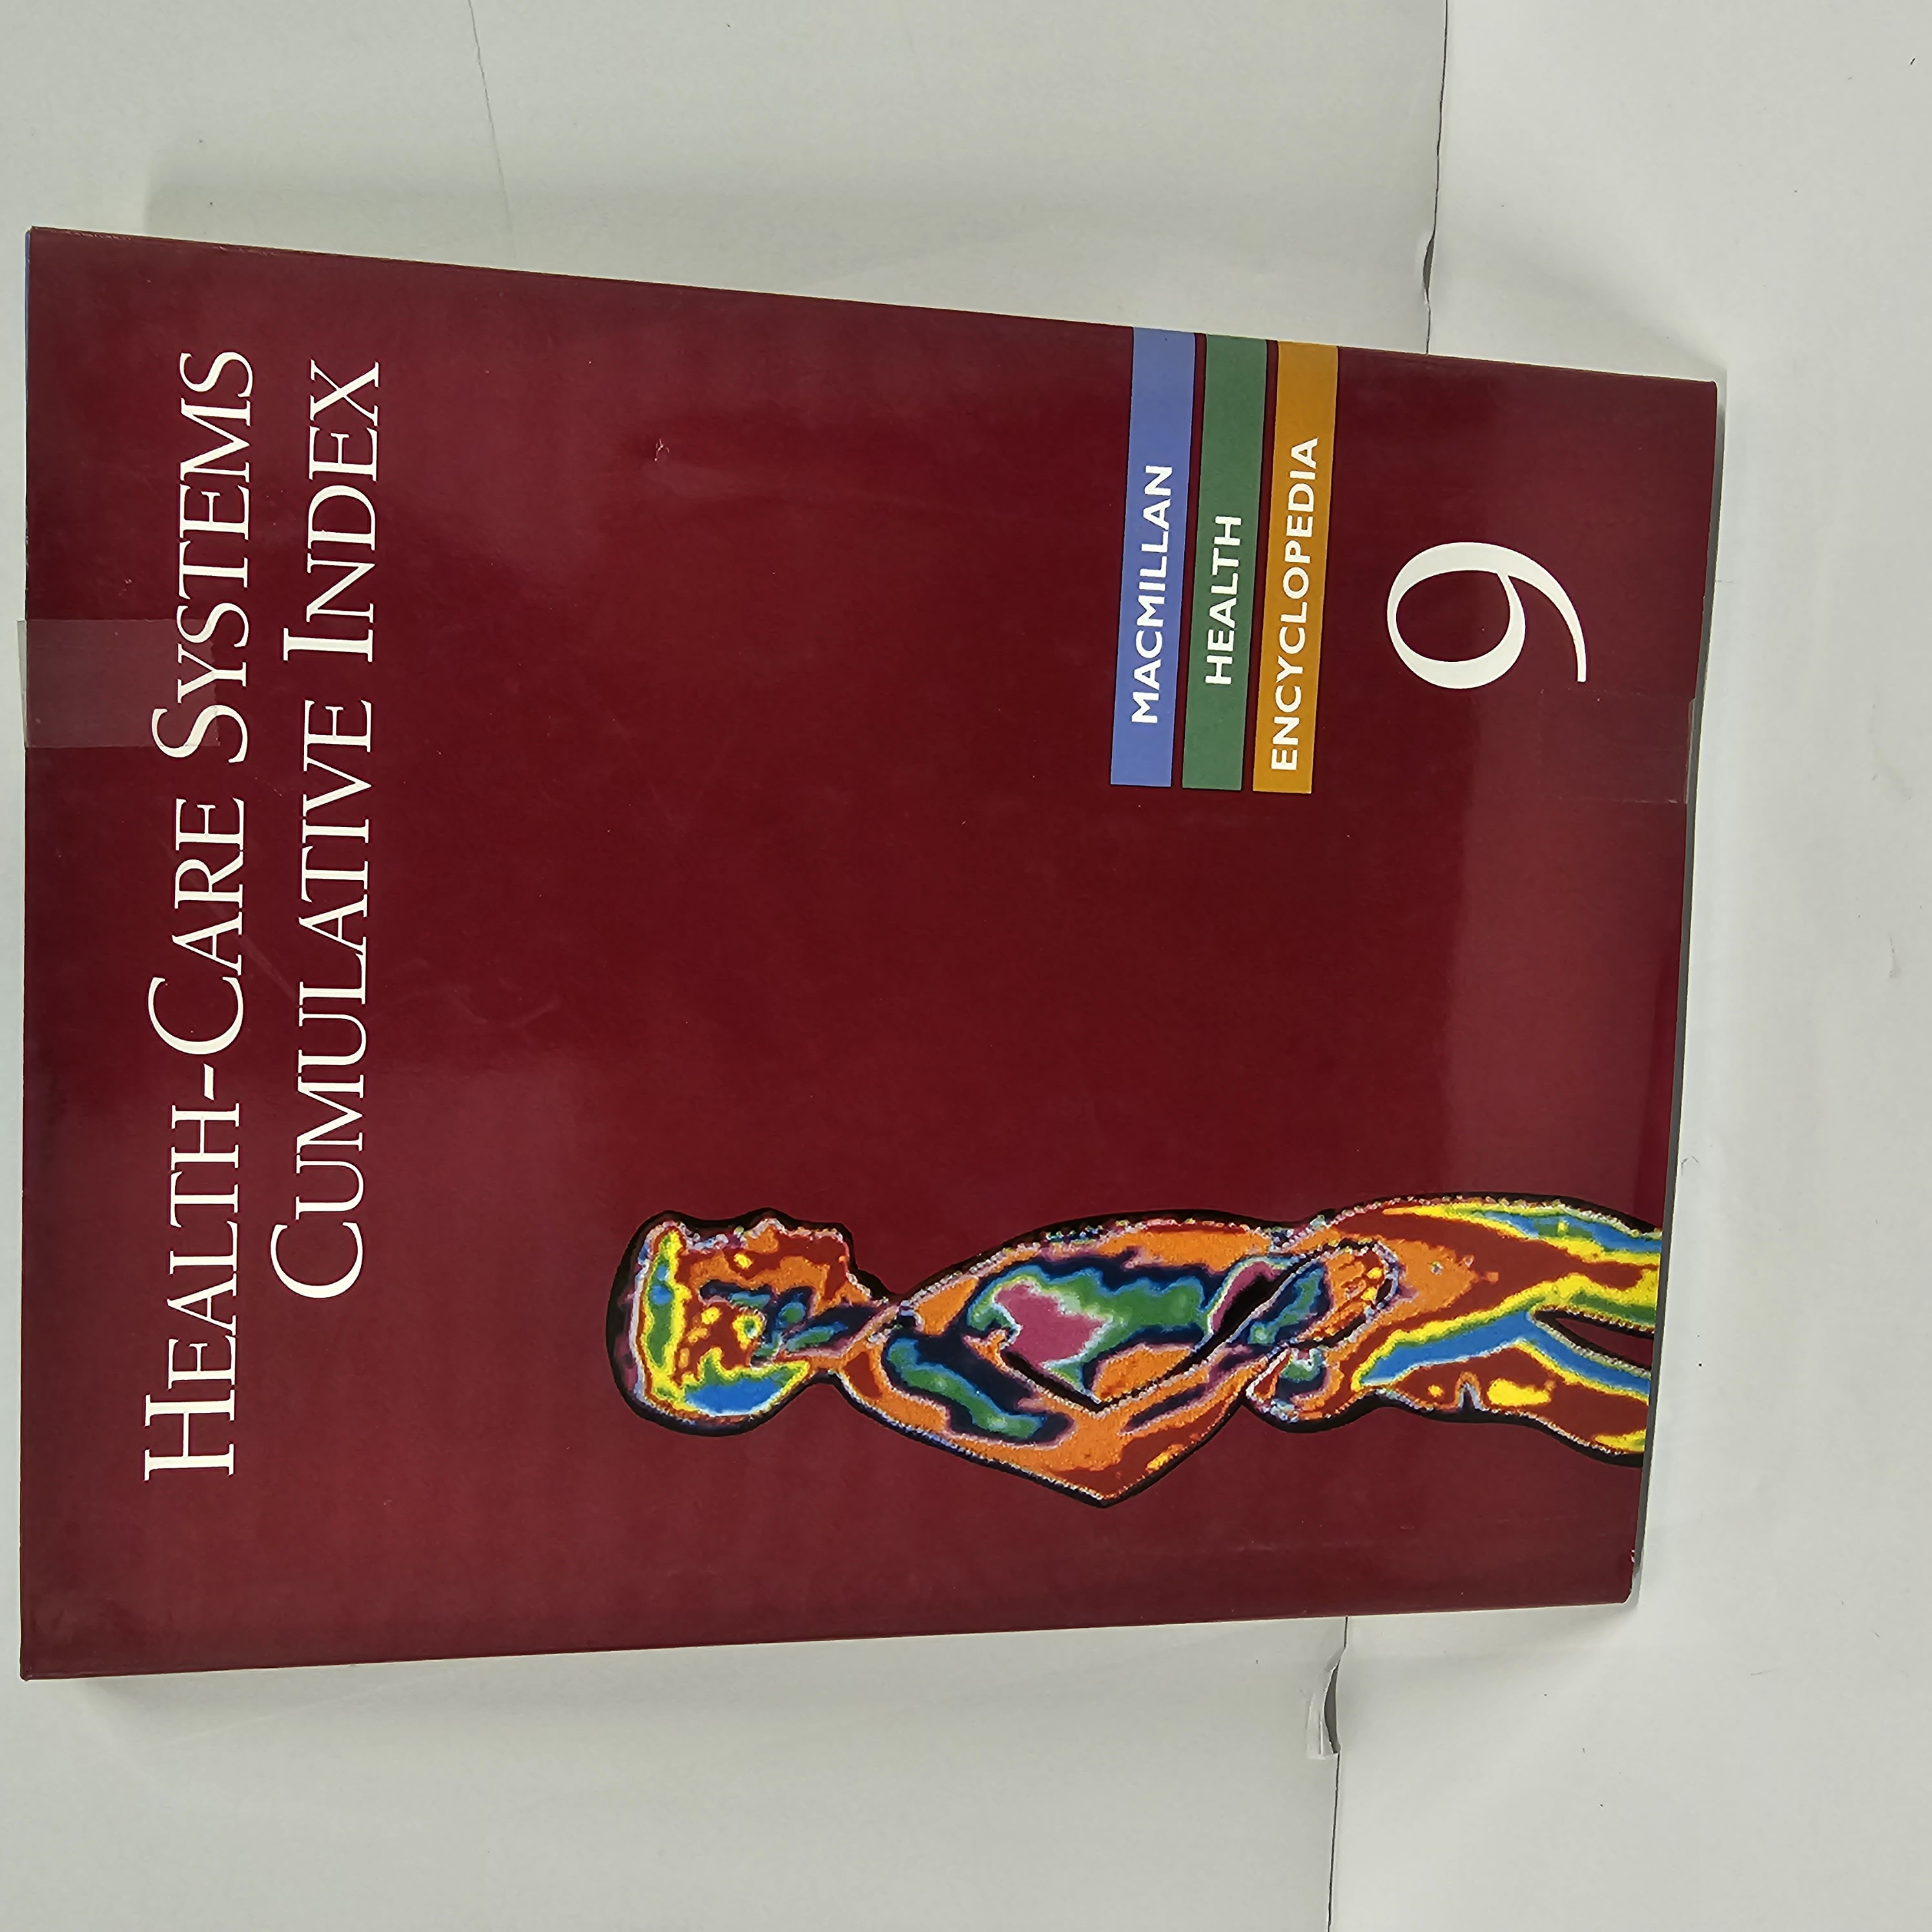 HEALTH-CARE SYSTEMS
CUMULATIVE INDEX
MACMILLAN
HEALTH
ENCYCLOPEDIA
9